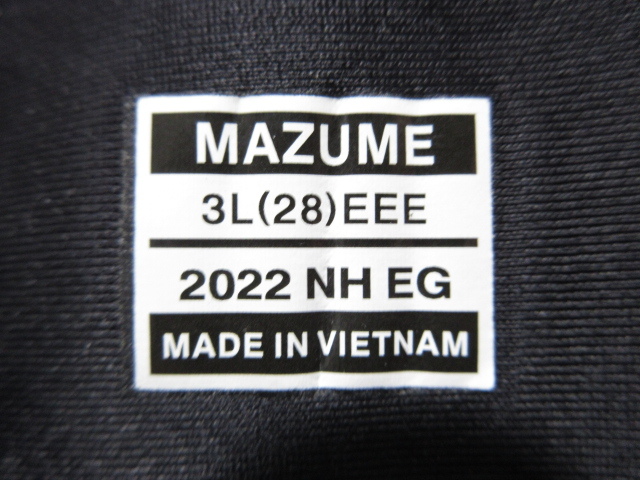 MAZUME
3L(28)EEE
2022 NH EG
MADE IN VIETNAM